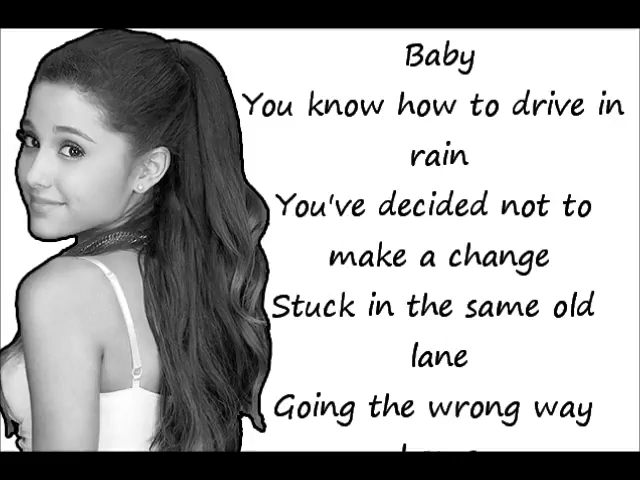 Baby
You know how to drive in
rain
You've decided not to
make a change
Stuck in the same old
lane
Going the wrong way